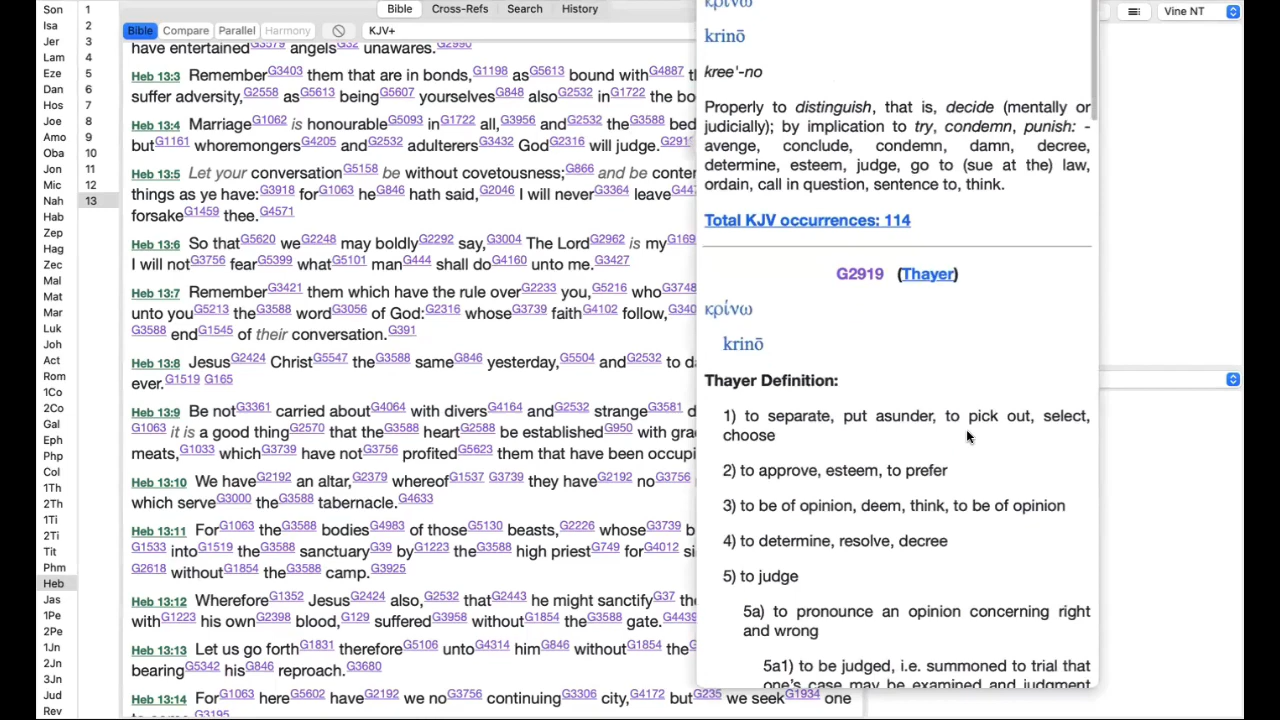 Son
Isa
Jer
Lam
Eze
Dan
Hos
Joe
Amo
Oba
Jon
Mic
Nah
Hab
Zep
Hag
Zec
Mal
Mat
Mar
Luk
Joh
Act
Rom
1Co
2Co
Gal
Eph
Php
Col
1Th
2Th
1Ti
2Ti
Tit
Phm
Heb
Jas
1Pe
2Pe
1Jn
2Jn
3Jn
Jud
Rev
1
2
3
4
5
6
7
8
9
10
11
12
13
Bible Cross-Refs Search History
Bible Compare Parallel Harmony KJV+
have entertained G3579 angels G32 unawares. G2990
Heb 13:3 Remember G3403 them that are in bonds, G1198 as G5613 bound with G4887
suffer adversity, G2558 as G5613 being G5607 yourselves G848 also G2532 in G1722 the
Heb 13:4 Marriage G1062 is honourable G5093 in G1722 all, G3956 and G2532 the G3588 bed
but G1161 whoremongers G4205 and G2532 adulterers G3432 God G2316 will judge.
Heb 13:5 Let your conversation G5158 be without covetousness; G866 and be
things as ye have: G3918 for G1063 he G846 hath said, G2046 I will never G3364 leave
forsake G1459 thee. G4571
Heb 13:6 So that G5620 we G2248 may boldly G2292 say, G3004 The Lord G2962 is my
I will not G3756 fear G5399 what G5101 man G444 shall do G4160 unto me. G3427
Heb 13:7 Remember G3421 them which have the rule over G2233 you, G5216 who G3748
unto you G5213 the G3588 word G3056 of God: G2316 whose G3739 faith G4102 follow,
G3588 end G1545 of their conversation. G391
Heb 13:8 Jesus G2424 Christ G5547 the G3588 same G846 yesterday, G5504 and G2532 to
ever. G1519 G165
Heb 13:9 Be not G3361 carried about G4064 with divers G4164 and G2532 strange G3581
G1063 it is a good thing G2570 that the G3588 heart G2588 be established G950 with
meats, G1033 which G3739 have not G3756 profited G5623 them that have been
Heb 13:10 We have G2192 an altar, G2379 whereof G1537 G3739 they have G2192 no G3756
which serve G3000 the G3588 tabernacle. G4633
Heb 13:11 For G1063 the G3588 bodies G4983 of those G5130 beasts, G2226 whose G3739
G1533 into G1519 the G3588 sanctuary G39 by G1223 the G3588 high priest G749 for G4012
G2618 without G1854 the G3588 camp. G3925
Heb 13:12 Wherefore G1352 Jesus G2424 also, G2532 that G2443 he might sanctify G37 the
with G1223 his own G2398 blood, G129 suffered G3958 without G1854 the G3588 gate. G4439
Heb 13:13 Let us go forth G1831 therefore G5106 unto G4314 him G846 without G1854 the
bearing G5342 his G846 reproach. G3680
Heb 13:14 For G1063 here G5602 have G2192 we no G3756 continuing G3306 city, G4172 but G235 we seek G1934 one
G3195
κρίνω
krinō
kree'-no
Properly to distinguish, that is, decide (mentally or
judicially); by implication to try, condemn, punish: -
avenge, conclude, condemn, damn, decree,
determine, esteem, judge, go to (sue at the) law,
ordain, call in question, sentence to, think.
Total KJV occurrences: 114
G2919 (Thayer)
κρίνω
krinō
Thayer Definition:
1) to separate, put asunder, to pick out, select,
choose
2) to approve, esteem, to prefer
3) to be of opinion, deem, think, to be of opinion
4) to determine, resolve, decree
5) to judge
5a) to pronounce an opinion concerning right
and wrong
5a1) to be judged, i.e. summoned to trial that
one's case may be examined and judgment
Vine NT